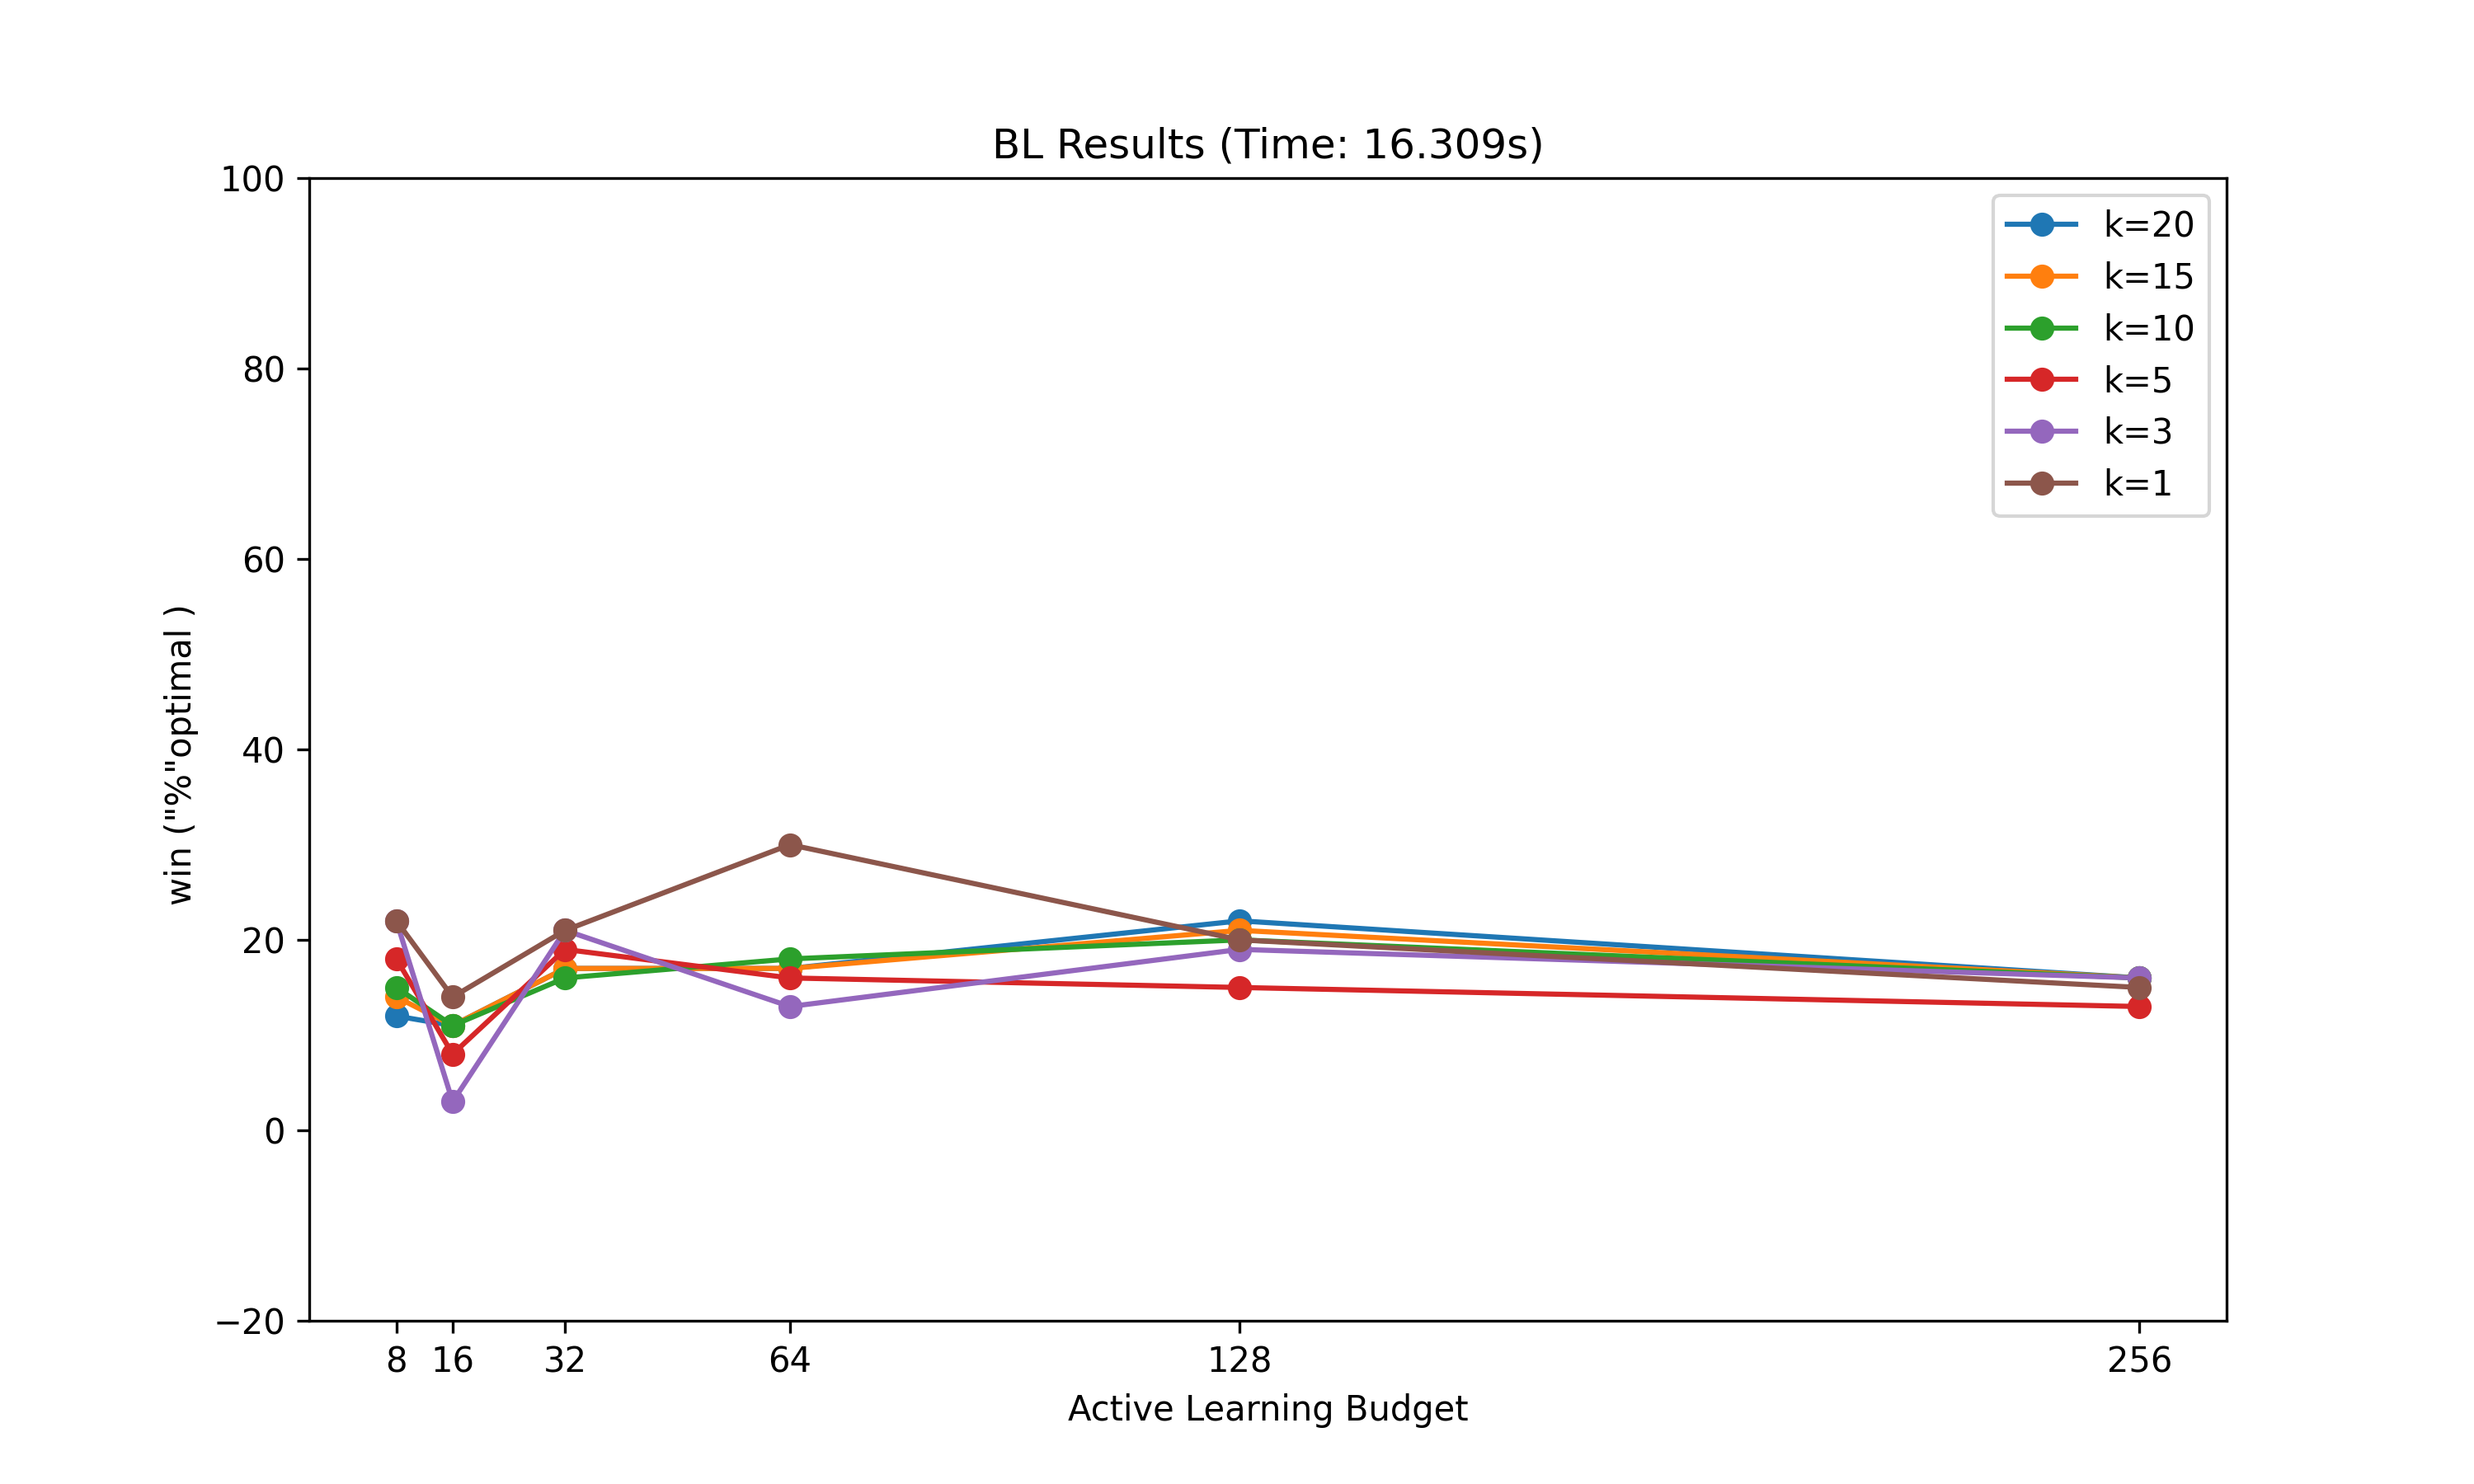 BL Results (Time: 16.309s)
100
80
60
40
20
0
−20
win ("%"optimal )
k=20
k=15
k=10
k=5
k=3
k=1
8 16 32 64 128 256
Active Learning Budget